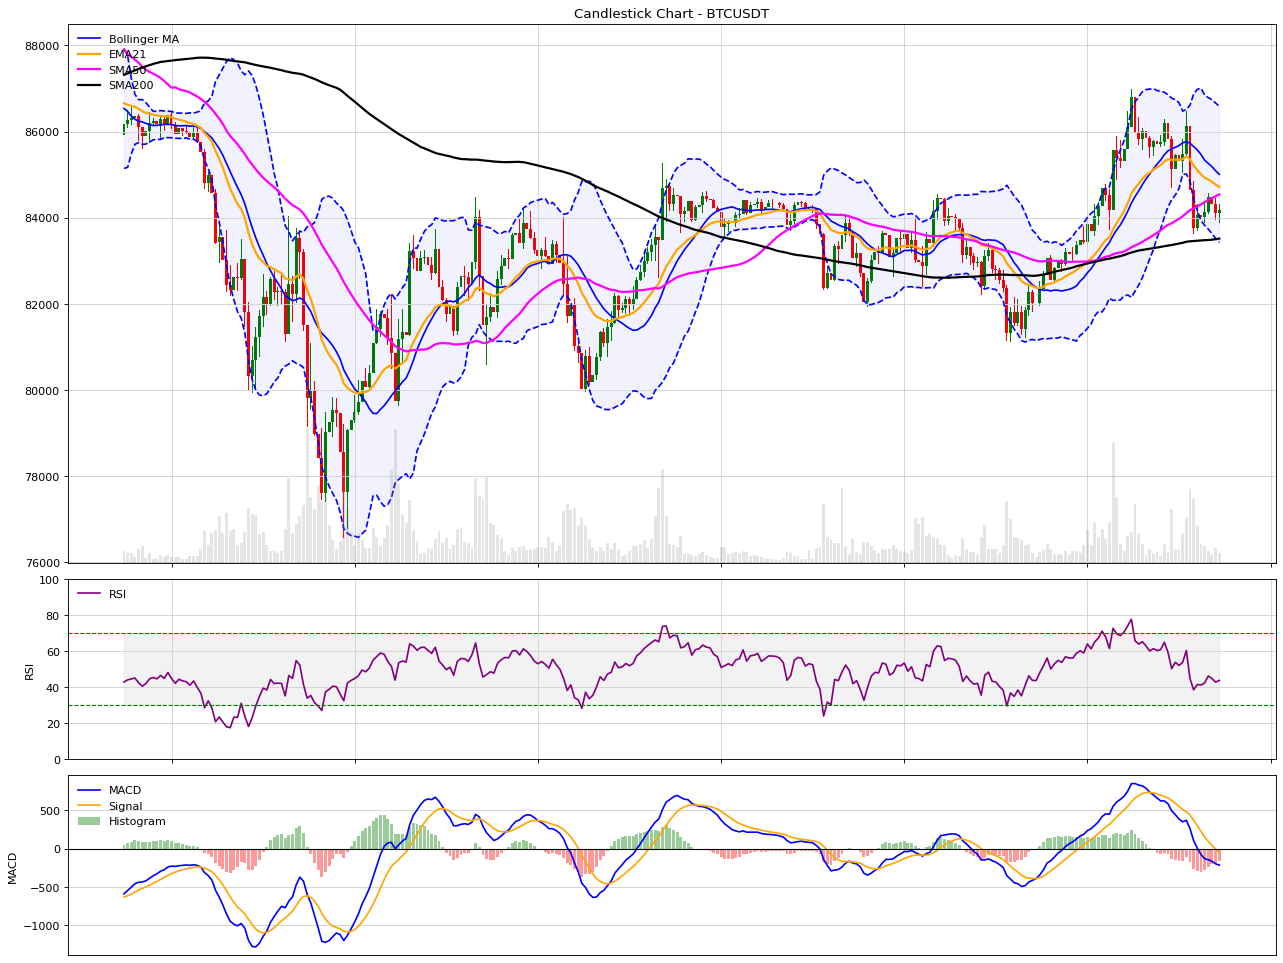 Candlestick Chart - BTCUSDT
Bollinger MA
EMA21
SMA50
SMA200
88000
86000
84000
82000
80000
78000
76000
RSI
RSI
100
80
60
40
20
0
MACD
Signal
Histogram
MACD
500
0
−500
−1000